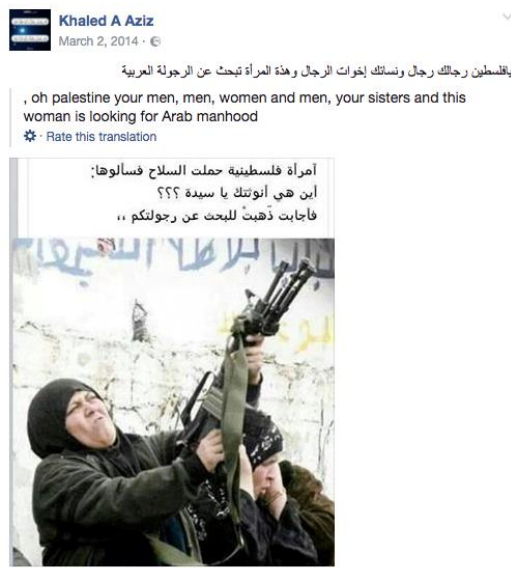 Khaled A Aziz
March 2, 2014 ·
يافلسطين رجالك رجال ونسائك إخوات الرجال وهذة المرأة تبحث عن الرجولة العربية
, oh palestine your men, men, women and men, your sisters and this
woman is looking for Arab manhood
· Rate this translation
آمرأة فلسطينية حملت السلاح فسألوها:
أين هي أنوثتك يا سيدة ؟؟؟
فأجابت ذهبتْ للبحث عن رجولتكم ،،